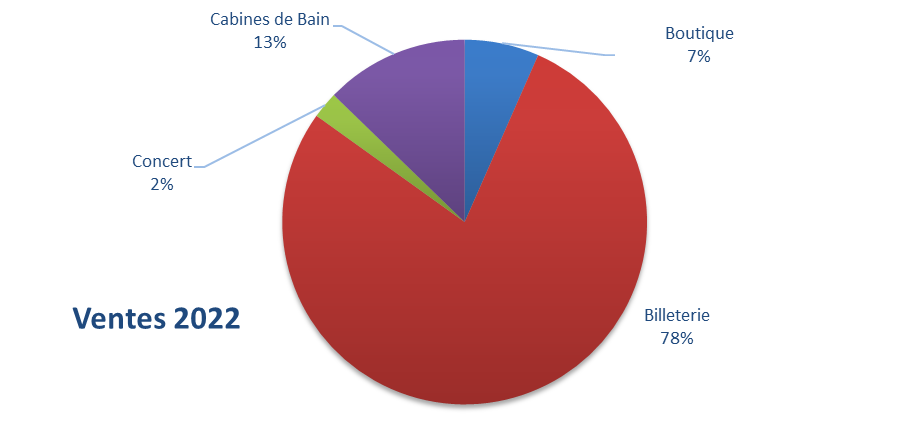 Cabines de Bain
13%
Boutique
7%
Concert
2%
Ventes 2022
Billeterie
78%